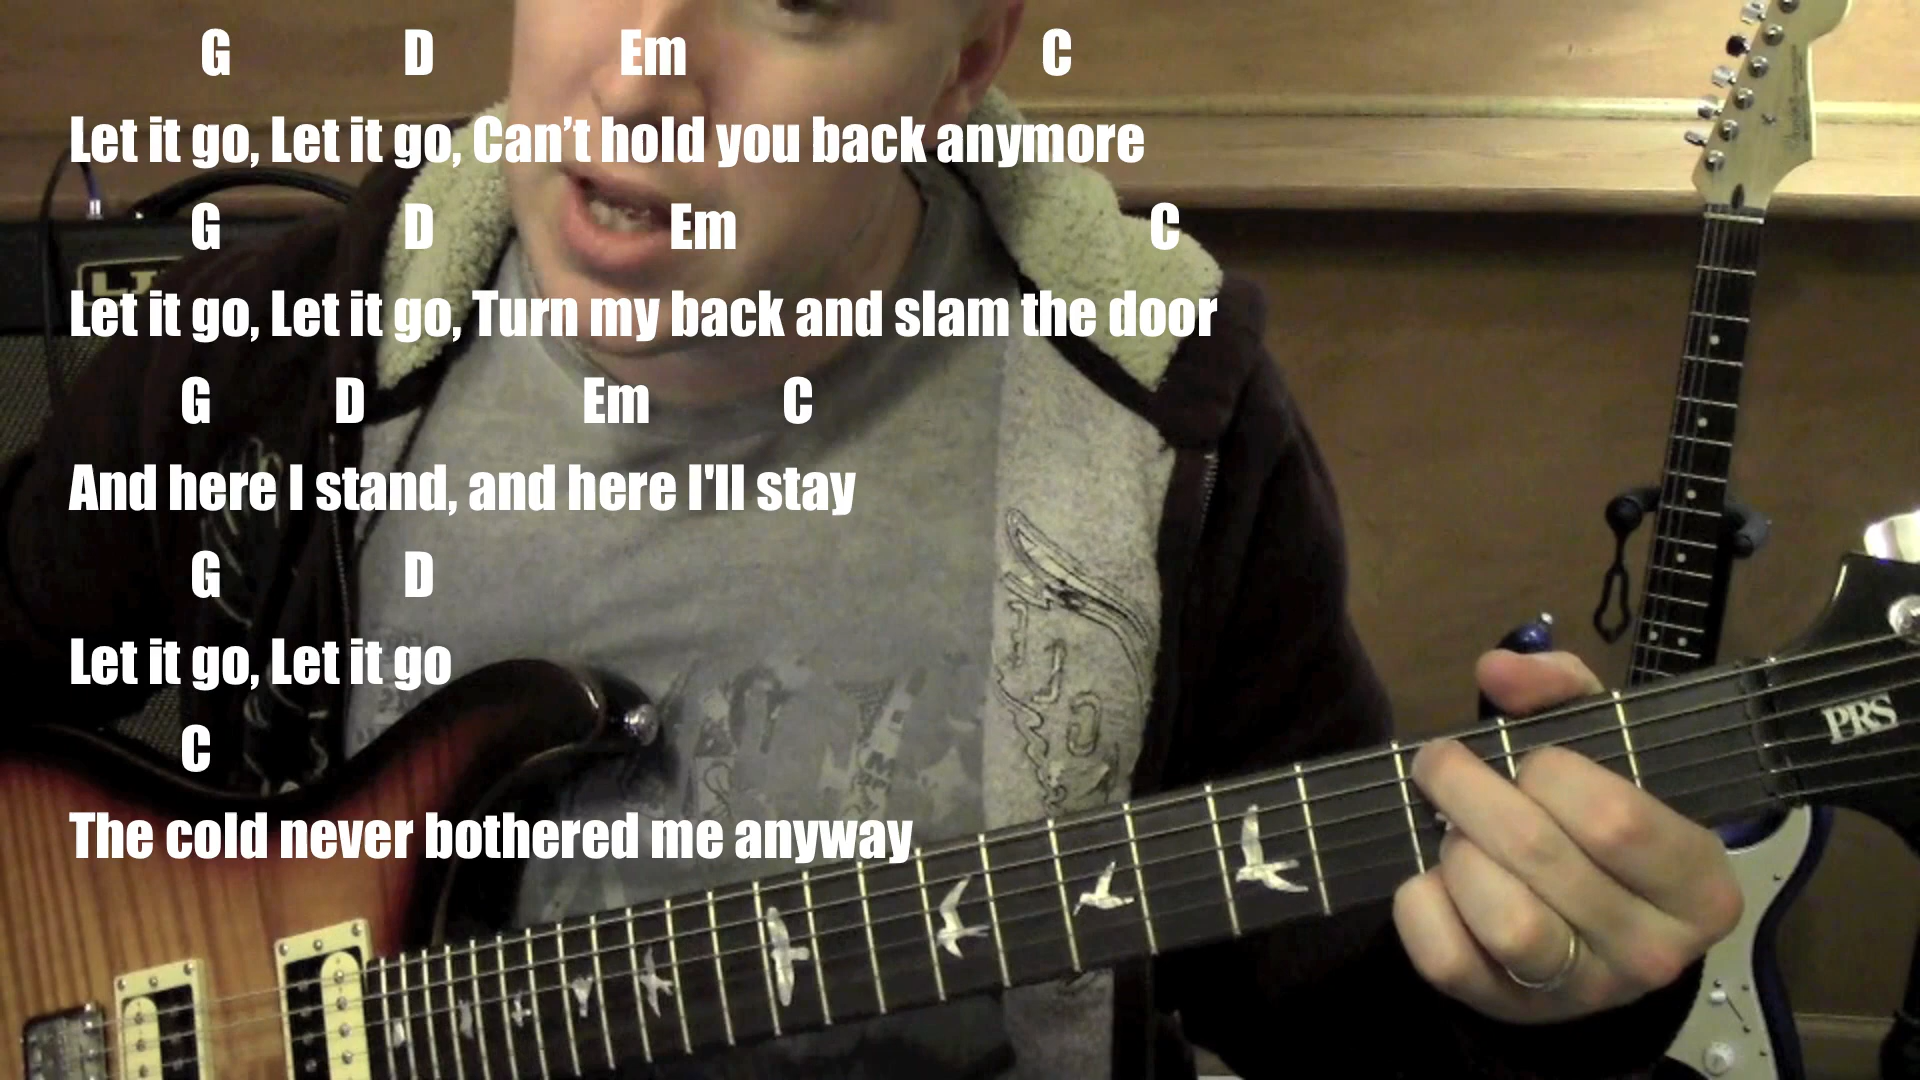 G D Em C
Let it go, Let it go, Can't hold you back anymore
G D Em C
Let it go, Let it go, Turn my back and slam the door
G D Em C
And here I stand, and here I'll stay
G D
Let it go, Let it go
C
The cold never bothered me anyway
PRS